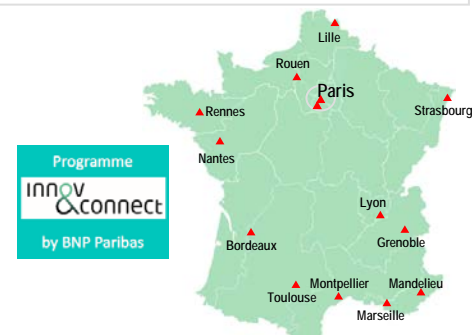 Lille
Rouen
Paris
Rennes
Strasbourg
Nantes
Programme
innov
&connect
by BNP Paribas
Lyon
Bordeaux
Grenoble
Montpellier
Mandelieu
Toulouse
Marseille